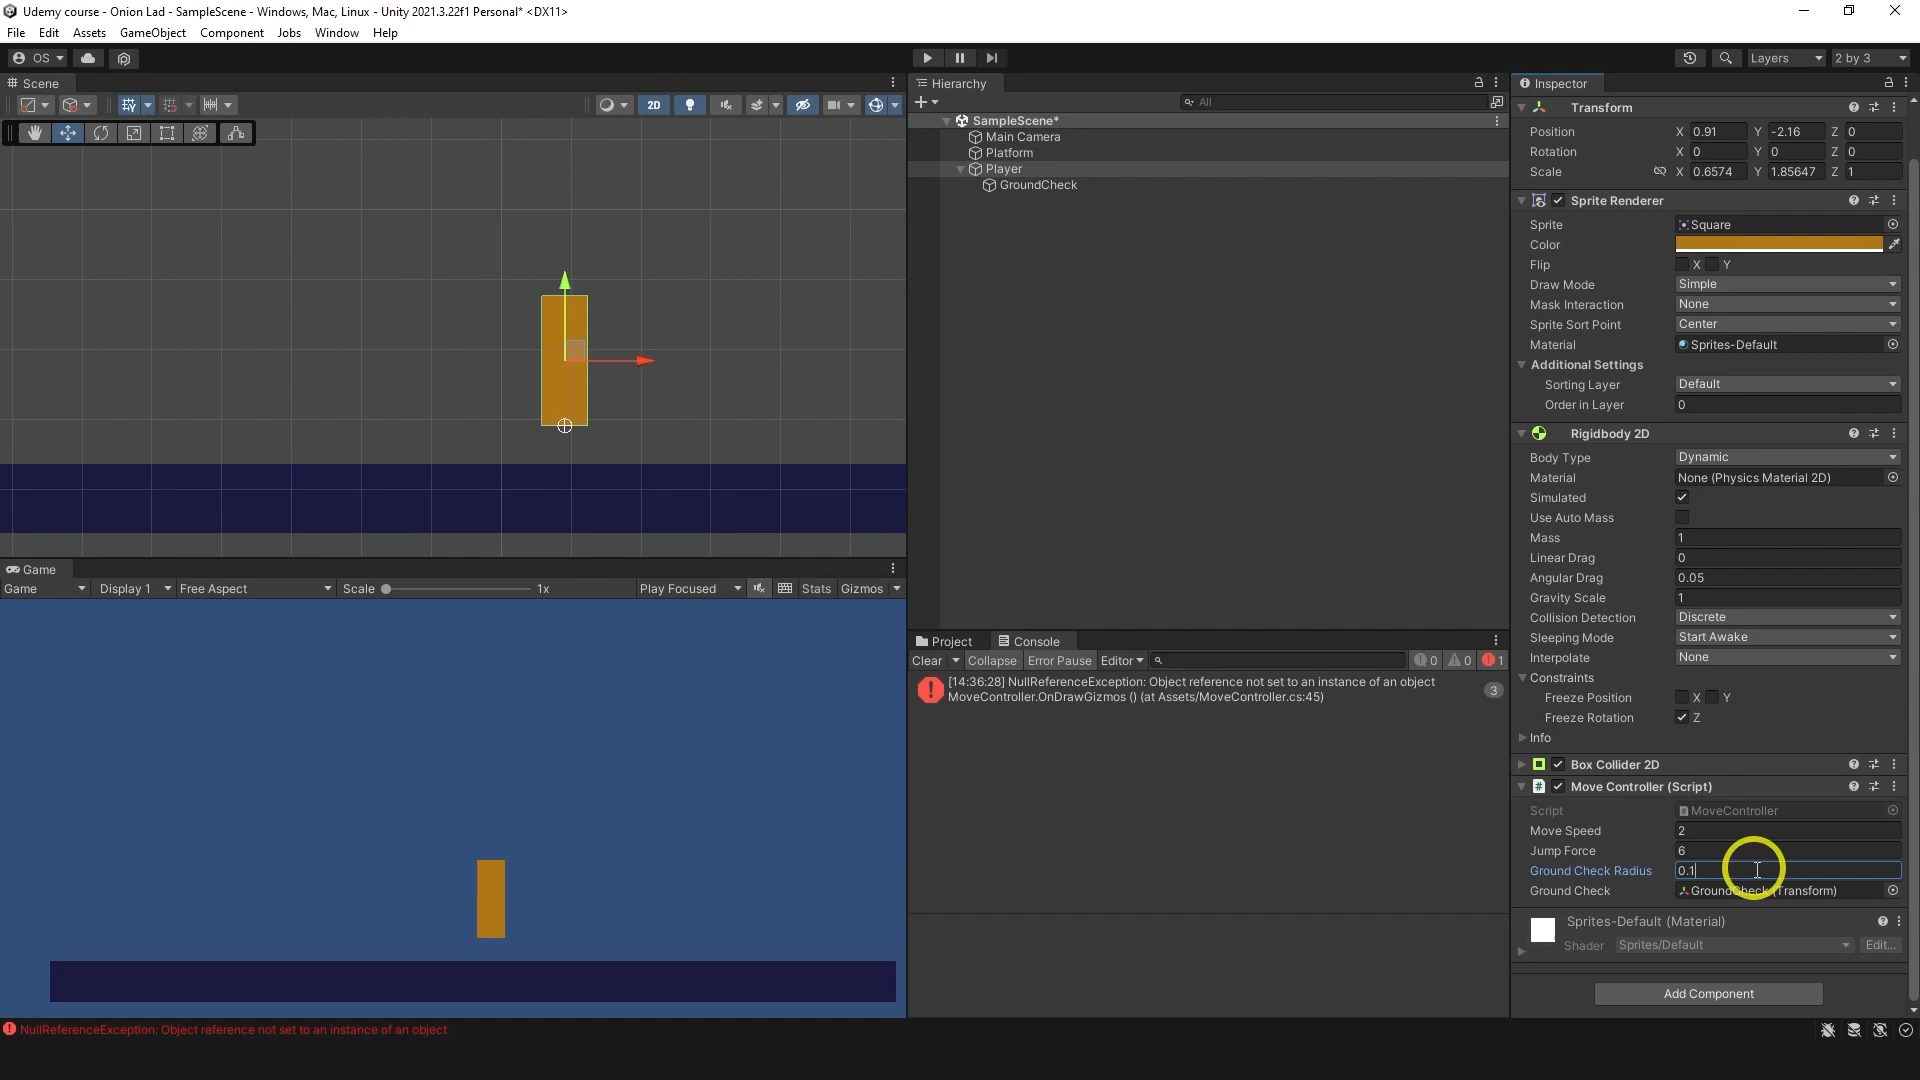 Udemy course - Onion Lad - SampleScene - Windows, Mac, Linux - Unity 2021.3.22f1 Personal* <DX11>
File Edit Assets GameObject Component Jobs Window Help
OS
Layers
2 by 3
Scene
2D
Hierarchy
All
SampleScene*
Main Camera
Platform
Player
GroundCheck
Game
Game Display 1 Free Aspect Scale 1x Play Focused Stats Gizmos
Project Console
Clear Collapse Error Pause Editor 0 0 1
[14:36:28] NullReferenceException: Object reference not set to an instance of an object
MoveController.OnDrawGizmos () (at Assets/MoveController.cs:45)
3
Inspector
Transform
Position X 0.91 Y -2.16 Z 0
Rotation X 0 Y 0 Z 0
Scale X 0.6574 Y 1.85647 Z 1
Sprite Renderer
Sprite Square
Color
Flip X Y
Draw Mode Simple
Mask Interaction None
Sprite Sort Point Center
Material Sprites-Default
Additional Settings
Sorting Layer Default
Order in Layer 0
Rigidbody 2D
Body Type Dynamic
Material None (Physics Material 2D)
Simulated
Use Auto Mass
Mass 1
Linear Drag 0
Angular Drag 0.05
Gravity Scale 1
Collision Detection Discrete
Sleeping Mode Start Awake
Interpolate None
Constraints
Freeze Position X Y
Freeze Rotation Z
Info
Box Collider 2D
Move Controller (Script)
Script MoveController
Move Speed 2
Jump Force 6
Ground Check Radius 0.1
Ground Check GroundCheck (Transform)
Sprites-Default (Material)
Shader Sprites/Default Edit...
Add Component
NullReferenceException: Object reference not set to an instance of an object